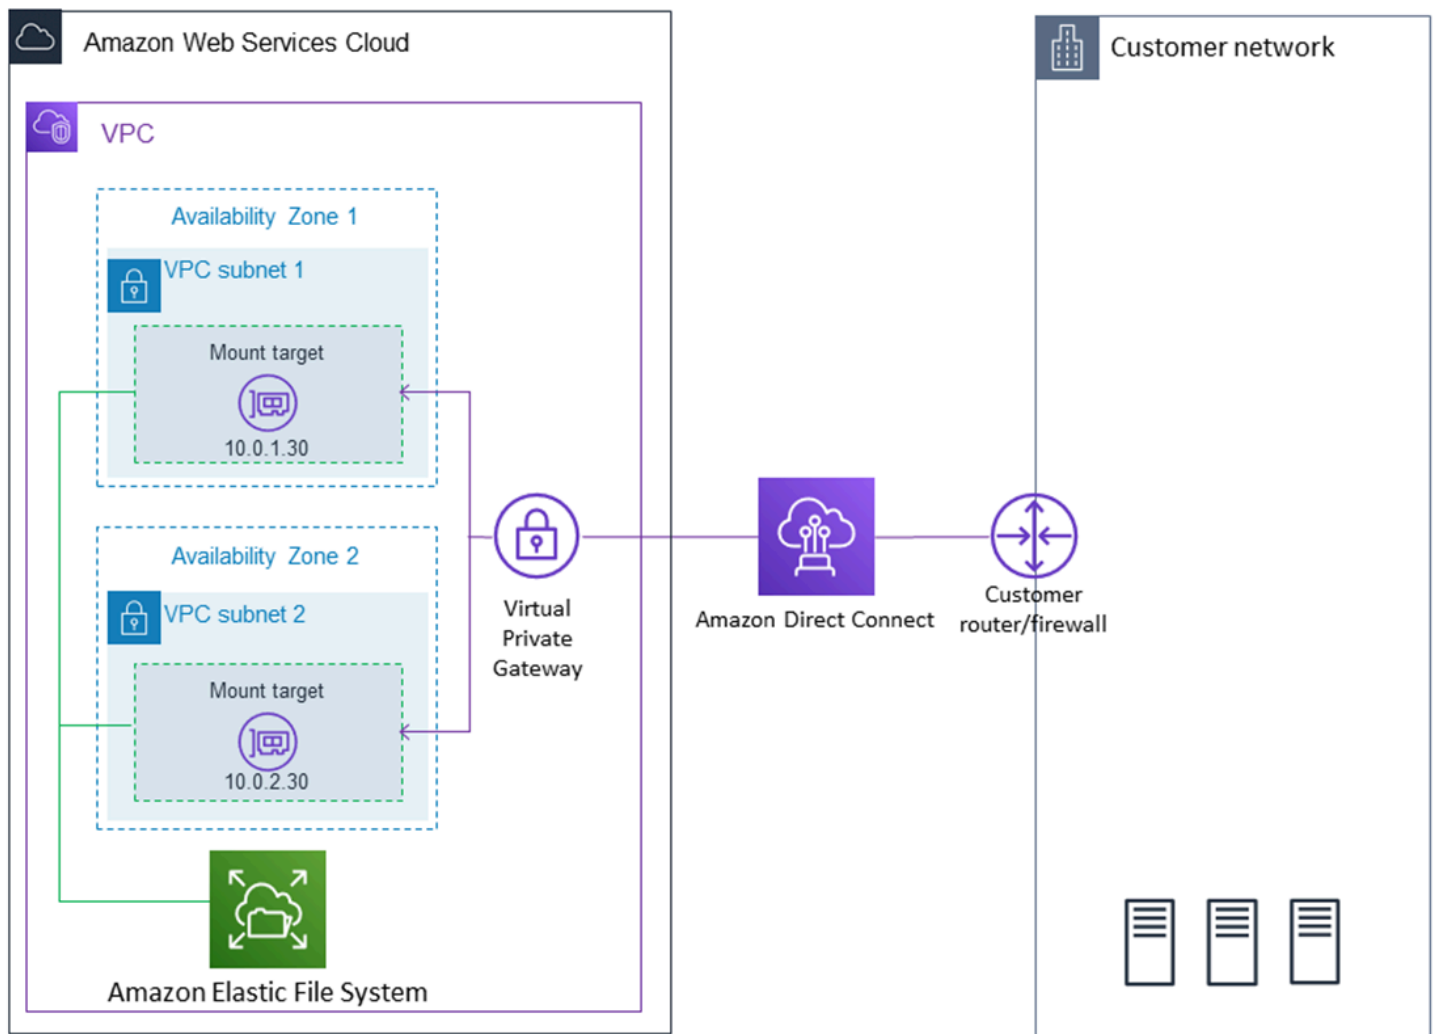 Amazon Web Services Cloud
Customer network
VPC
Availability Zone 1
VPC subnet 1
Mount target
10.0.1.30
Availability Zone 2
VPC subnet 2
Mount target
10.0.2.30
Virtual
Private
Gateway
Amazon Direct Connect
Customer
router/firewall
Amazon Elastic File System